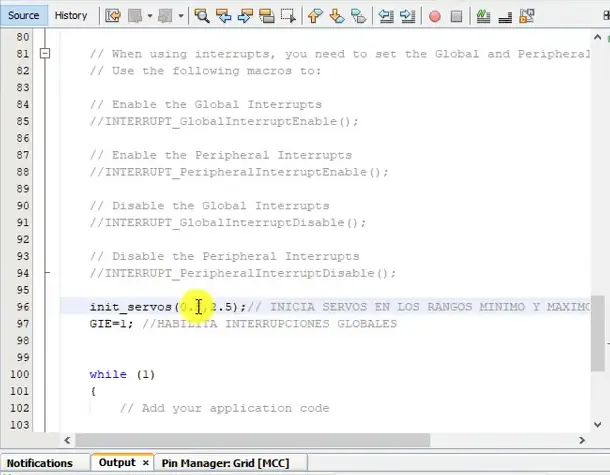 Source History
80
81 // When using interrupts, you need to set the Global and Peripheral
82 // Use the following macros to:
83
84 // Enable the Global Interrupts
85 //INTERRUPT_GlobalInterruptEnable();
86
87 // Enable the Peripheral Interrupts
88 //INTERRUPT_PeripheralInterruptEnable();
89
90 // Disable the Global Interrupts
91 //INTERRUPT_GlobalInterruptDisable();
92
93 // Disable the Peripheral Interrupts
94 //INTERRUPT_PeripheralInterruptDisable();
95
96 init_servos(0. ,2.5);// INICIA SERVOS EN LOS RANGOS MINIMO Y MAXIMO
97 GIE=1; //HABILITA INTERRUPCIONES GLOBALES
98
99
100 while (1)
101 {
102 // Add your application code
103
Notifications Output × Pin Manager: Grid [MCC]